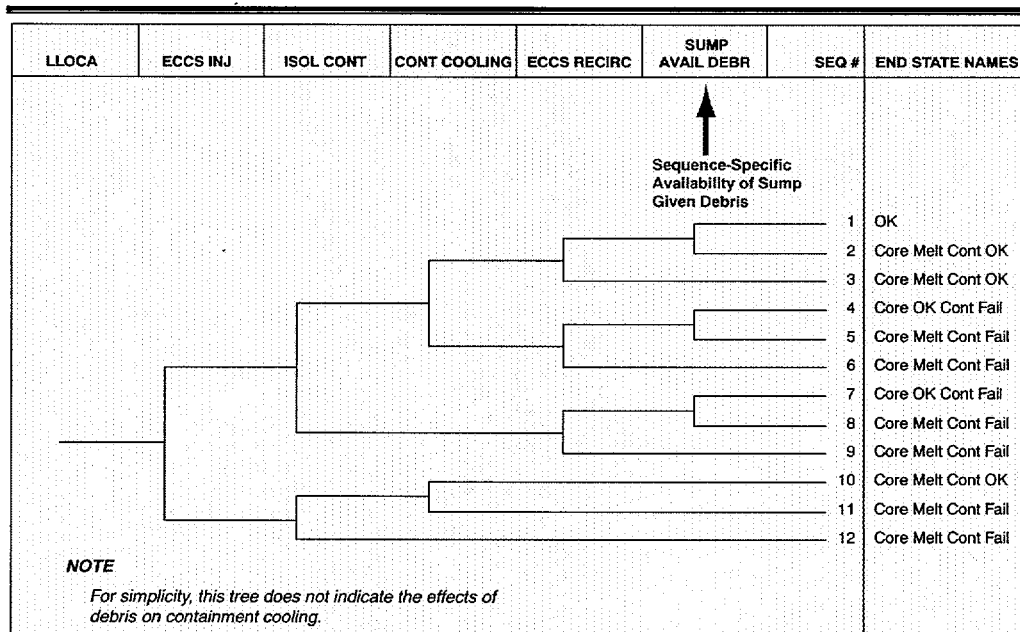 LLOCA ECCS INJ ISOL CONT CONT COOLING ECCS RECIRC SUMP AVAIL DEBR SEQ # END STATE NAMES
Sequence-Specific
Availability of Sump
Given Debris
1 OK
2 Core Melt Cont OK
3 Core Melt Cont OK
4 Core OK Cont Fail
5 Core Melt Cont Fail
6 Core Melt Cont Fail
7 Core OK Cont Fail
8 Core Melt Cont Fail
9 Core Melt Cont Fail
10 Core Melt Cont OK
11 Core Melt Cont Fail
12 Core Melt Cont Fail
NOTE
For simplicity, this tree does not indicate the effects of
debris on containment cooling.